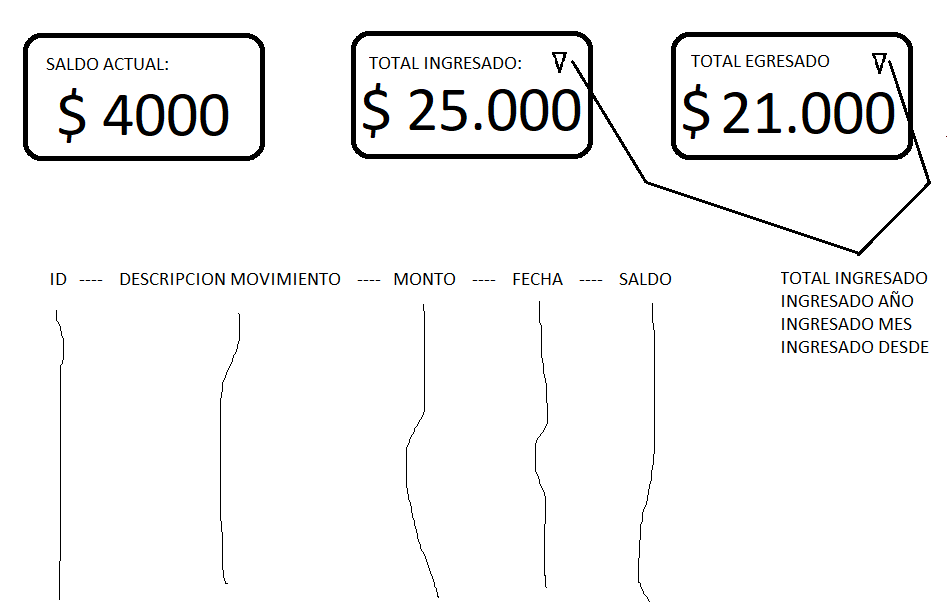 SALDO ACTUAL:
$ 4000
TOTAL INGRESADO:
$ 25.000
TOTAL EGRESADO
$ 21.000
ID ---- DESCRIPCION MOVIMIENTO ---- MONTO ---- FECHA ---- SALDO
TOTAL INGRESADO
INGRESADO AÑO
INGRESADO MES
INGRESADO DESDE